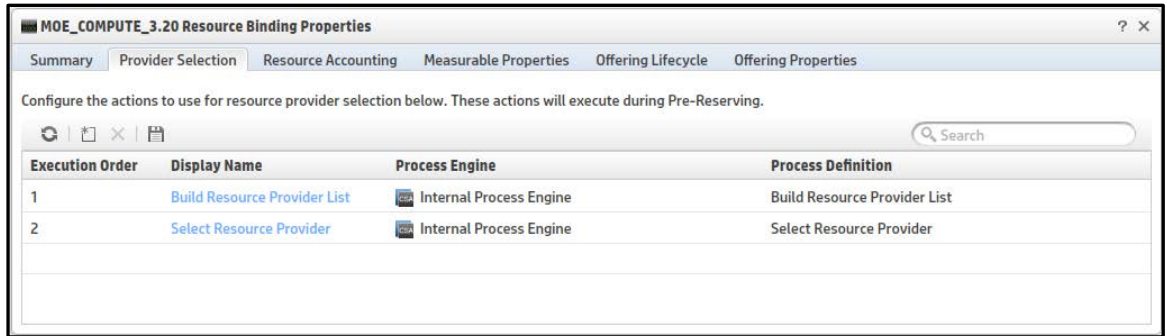 MOE_COMPUTE_3.20 Resource Binding Properties ? ×
Summary Provider Selection Resource Accounting Measurable Properties Offering Lifecycle Offering Properties
Configure the actions to use for resource provider selection below. These actions will execute during Pre-Reserving.
Search
Execution Order Display Name Process Engine Process Definition
1 Build Resource Provider List CSA Internal Process Engine Build Resource Provider List
2 Select Resource Provider CSA Internal Process Engine Select Resource Provider